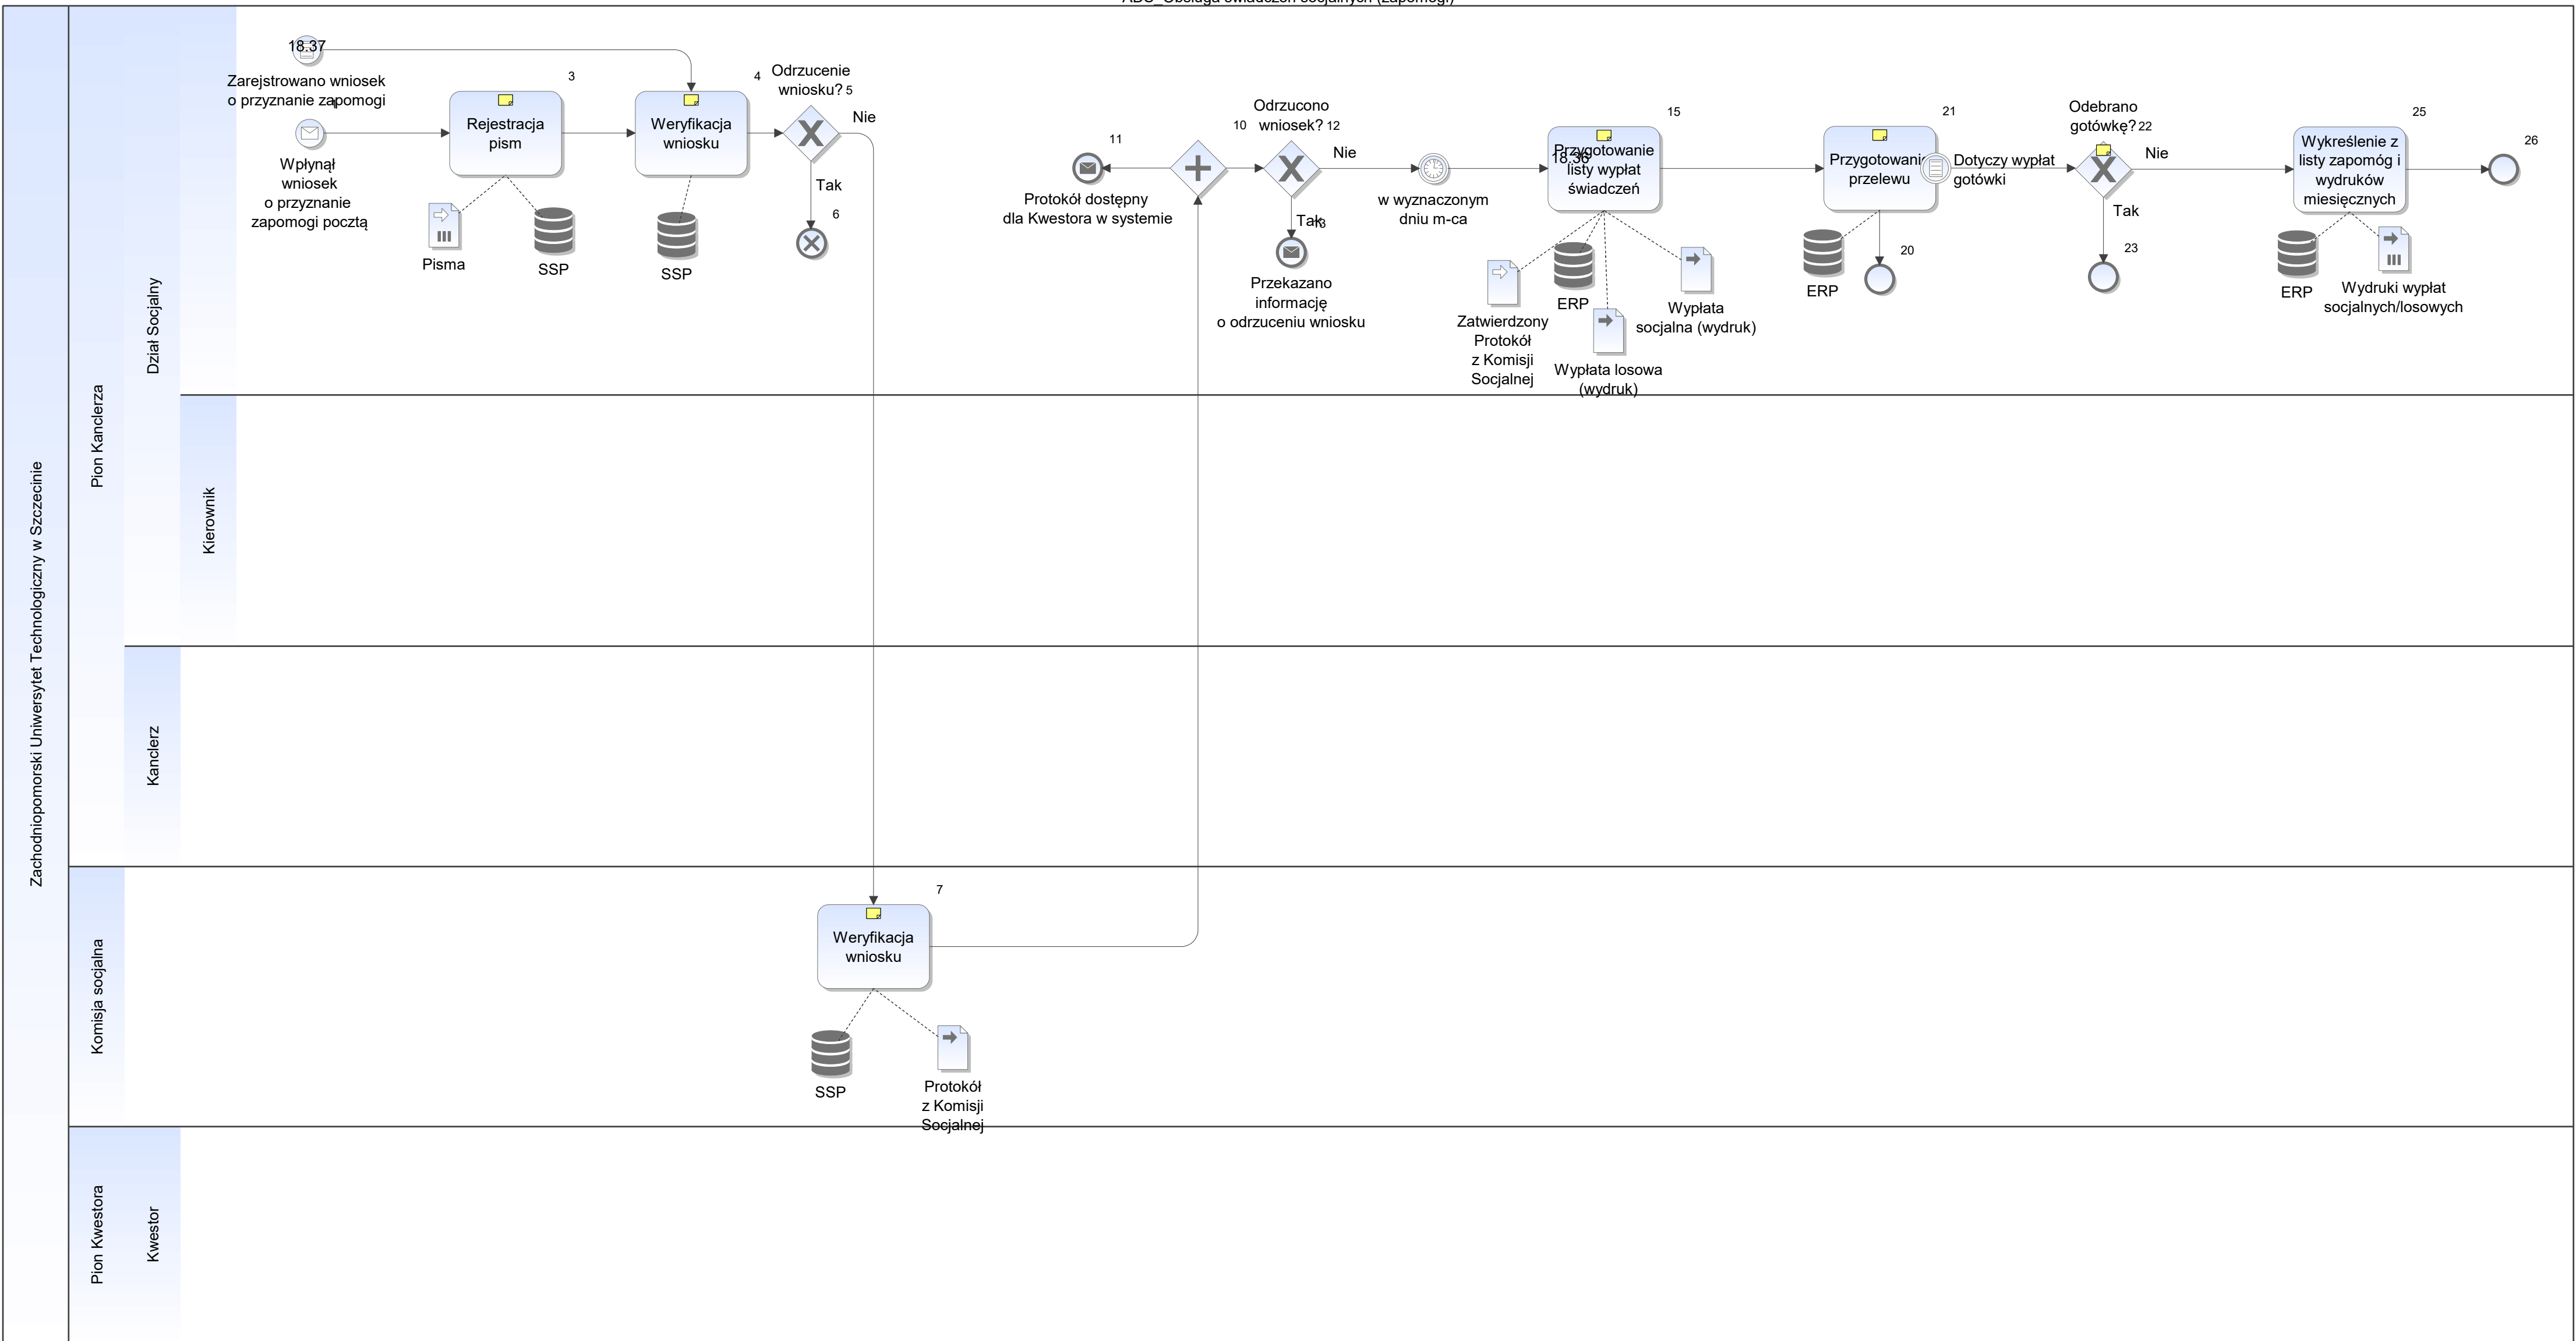 Zachodniopomorski Uniwersytet Technologiczny w Szczecinie
Pion Kanclerza
Dział Socjalny
18.37
Zarejstrowano wniosek
o przyznanie zapomogi
Wpłynął
wniosek
o przyznanie
zapomogi pocztą
3
Rejestracja
pism
Pisma
SSP
4
Weryfikacja
wniosku
SSP
Odrzucenie
wniosku? 5
Nie
Tak
6
11
Protokół dostępny
dla Kwestora w systemie
10
Odrzucono
wniosek? 12
Nie
Tak
13
Przekazano
informację
o odrzuceniu wniosku
w wyznaczonym
dniu m-ca
15
18.36
Przygotowanie
listy wypłat
świadczeń
Zatwierdzony
Protokół
z Komisji
Socjalnej
ERP
Wypłata losowa
(wydruk)
Wypłata
socjalna (wydruk)
21
Przygotowanie
przelewu
Dotyczy wypłat
gotówki
ERP
20
Odebrano
gotówkę? 22
Nie
Tak
23
25
Wykreślenie z
listy zapomóg i
wydruków
miesięcznych
ERP
Wydruki wypłat
socjalnych/losowych
26
Kierownik
Kanclerz
Komisja socjalna
7
Weryfikacja
wniosku
SSP
Protokół
z Komisji
Socjalnej
Pion Kwestora
Kwestor